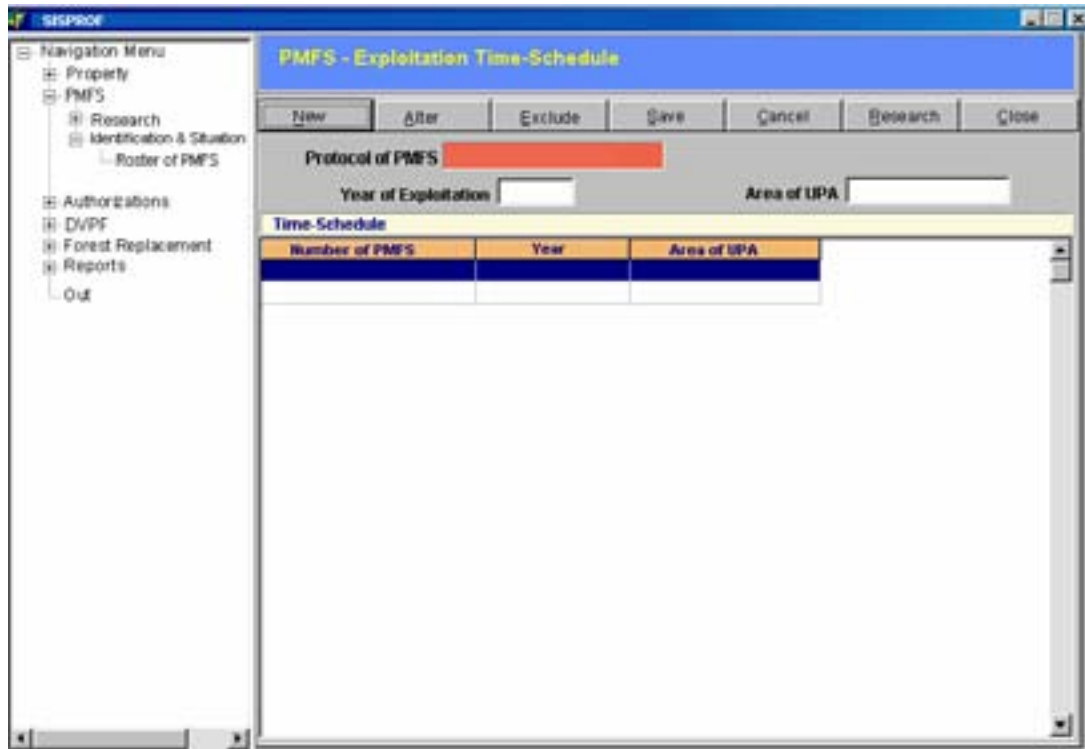 SISPROF
Navigation Menu
Property
PMFS
Research
Identification & Situation
Roster of PMFS
Authorizations
DVPF
Forest Replacement
Reports
Out
PMFS - Exploitation Time-Schedule
New Alter Exclude Save Cancel Research Close
Protocol of PMFS
Year of Exploitation Area of UPA
Time-Schedule
Number of PMFS Year Area of UPA